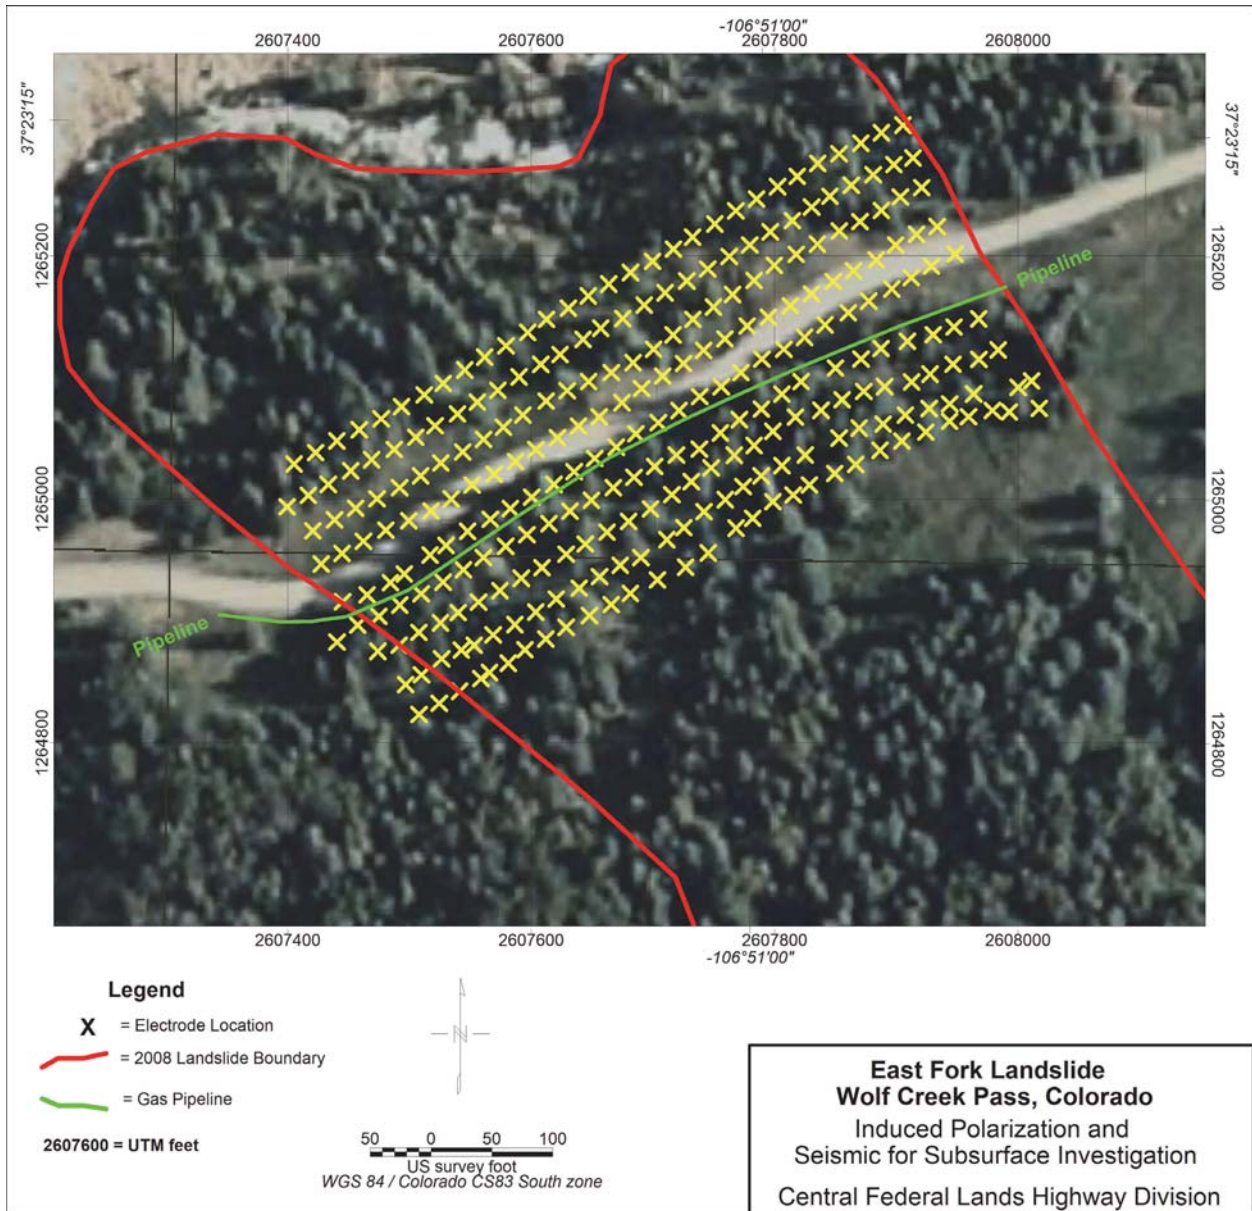 -106°51'00"
2607400 2607600 2607800 2608000
37°23'15"
37°23'15"
1265200
1265200
Pipeline
1265000
1265000
Pipeline
1264800
1264800
2607400 2607600 2607800 2608000
-106°51'00"
Legend
X = Electrode Location
= 2008 Landslide Boundary
= Gas Pipeline
2607600 = UTM feet
N
50 0 50 100
US survey foot
WGS 84 / Colorado CS83 South zone
East Fork Landslide
Wolf Creek Pass, Colorado
Induced Polarization and
Seismic for Subsurface Investigation
Central Federal Lands Highway Division